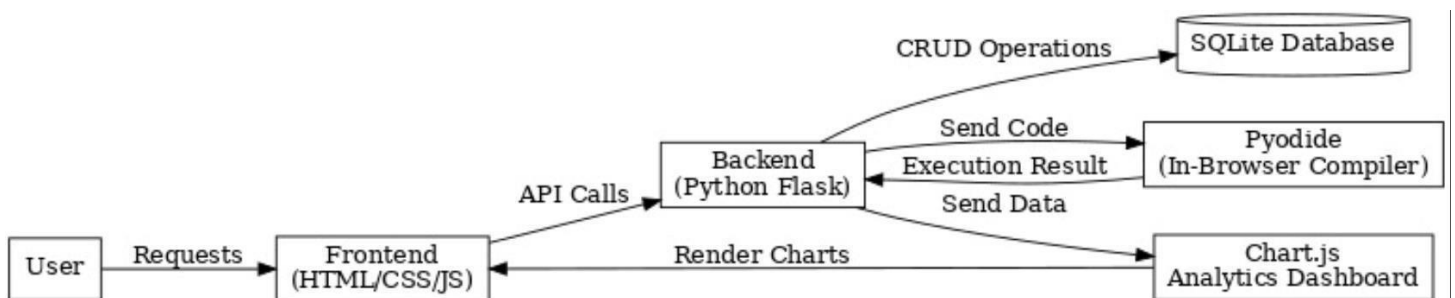 CRUD Operations
SQLite Database
Send Code
Pyodide
(In-Browser Compiler)
Backend
(Python Flask)
Execution Result
API Calls
Send Data
User
Requests
Frontend
(HTML/CSS/JS)
Render Charts
Chart.js
Analytics Dashboard